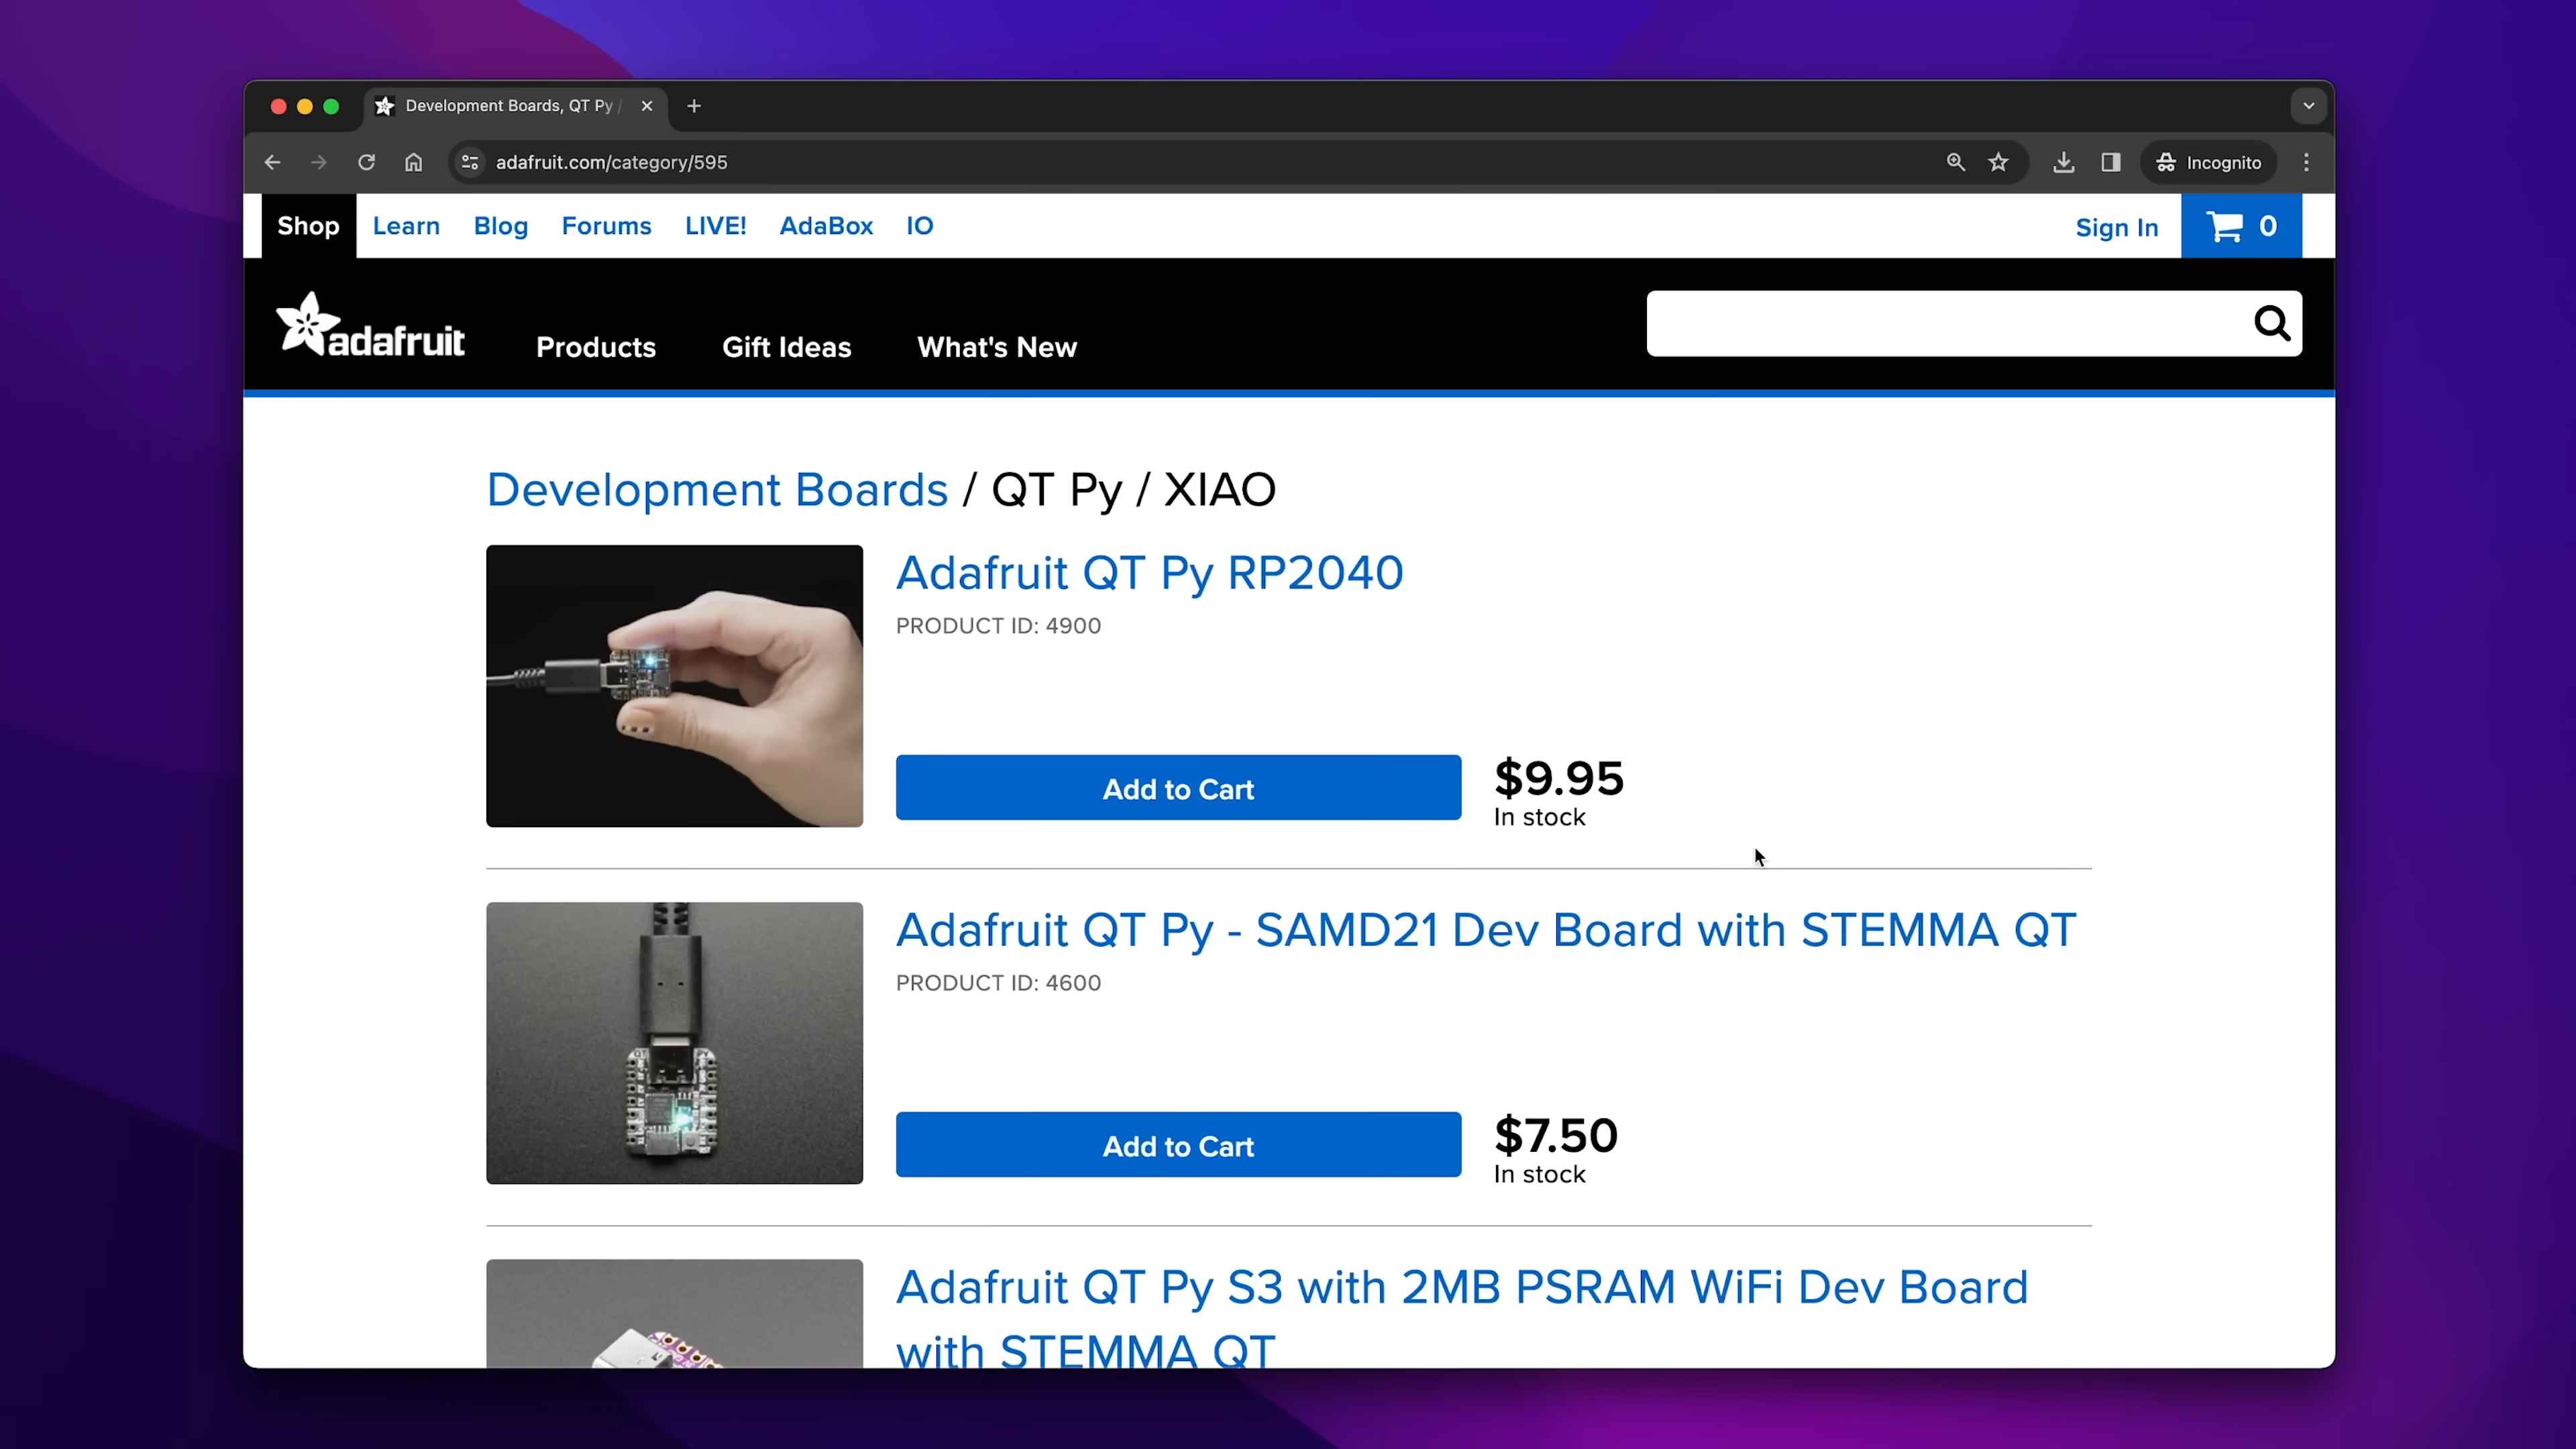 Development Boards, QT Py /
adafruit.com/category/595
Incognito
Shop Learn Blog Forums LIVE! AdaBox IO Sign In 0
adafruit Products Gift Ideas What's New
Development Boards / QT Py / XIAO
Adafruit QT Py RP2040
PRODUCT ID: 4900
Add to Cart $9.95
In stock
Adafruit QT Py - SAMD21 Dev Board with STEMMA QT
PRODUCT ID: 4600
Add to Cart $7.50
In stock
Adafruit QT Py S3 with 2MB PSRAM WiFi Dev Board
with STEMMA QT